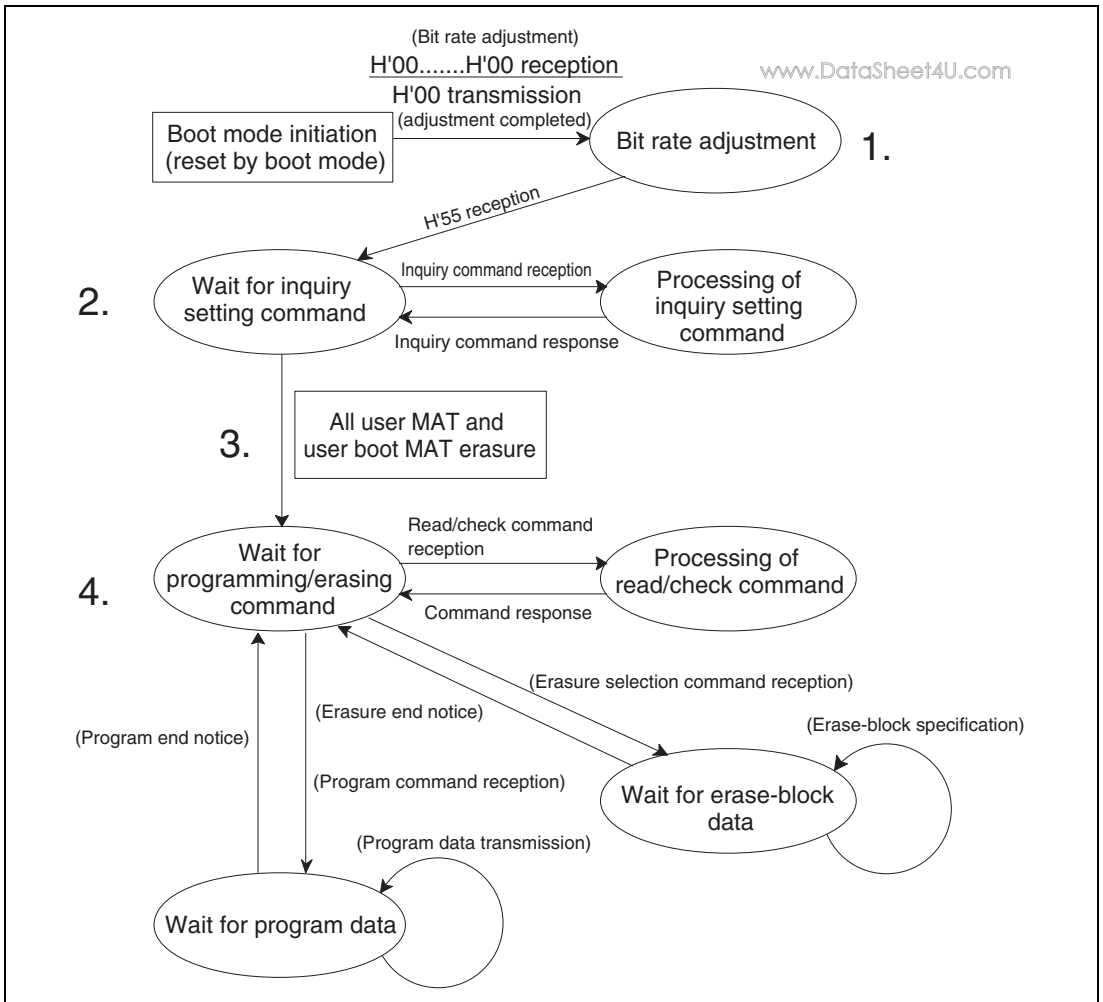 (Bit rate adjustment)
H'00.......H'00 reception
H'00 transmission
(adjustment completed)
www.DataSheet4U.com
Boot mode initiation
(reset by boot mode)
Bit rate adjustment
1.
H'55 reception
2.
Wait for inquiry
setting command
Inquiry command reception
Inquiry command response
Processing of
inquiry setting
command
3.
All user MAT and
user boot MAT erasure
4.
Wait for
programming/erasing
command
Read/check command
reception
Command response
Processing of
read/check command
(Erasure selection command reception)
(Erasure end notice)
(Program end notice)
(Program command reception)
(Erase-block specification)
Wait for erase-block
data
(Program data transmission)
Wait for program data